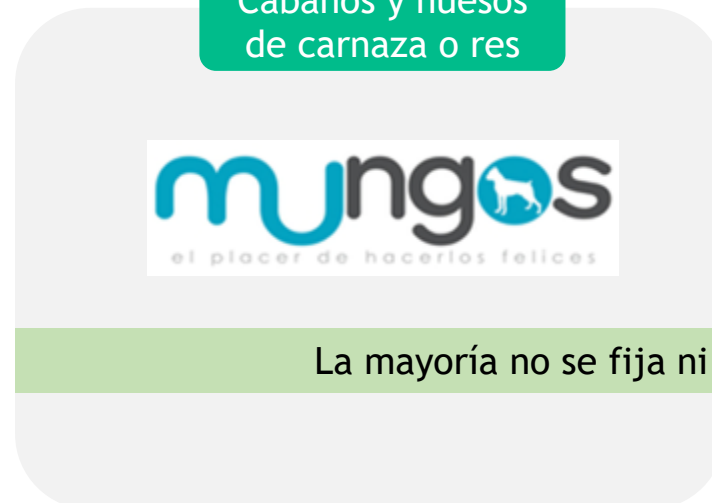 Cabanos y huesos
de carnaza o res
mungos
el placer de hacerlos felices
La mayoría no se fija ni